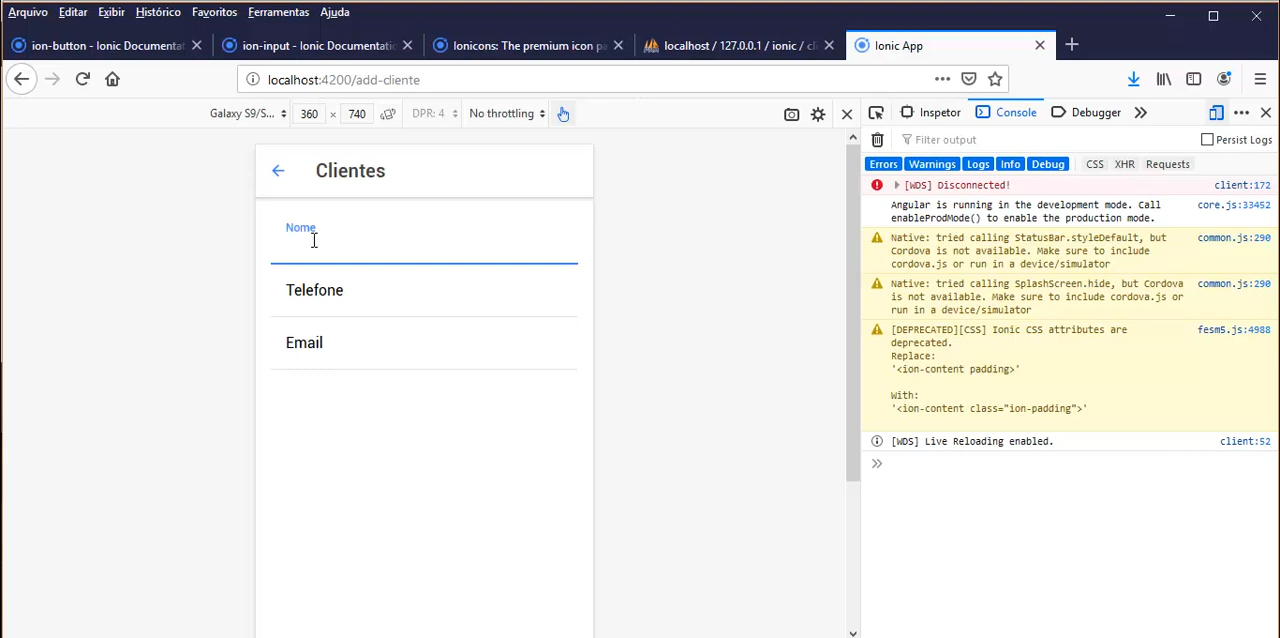 Arquivo Editar Exibir Histórico Favoritos Ferramentas Ajuda
ion-button - Ionic Documentat
ion-input - Ionic Documentatio
Ionicons: The premium icon pa
localhost / 127.0.0.1 / ionic / cli
Ionic App
localhost:4200/add-cliente
Galaxy S9/S... 360 × 740 DPR: 4 No throttling
Inspetor Console Debugger
Filter output Persist Logs
Errors Warnings Logs Info Debug CSS XHR Requests
Clientes
Nome
Telefone
Email
[WDS] Disconnected! client:172
Angular is running in the development mode. Call core.js:33452
enableProdMode() to enable the production mode.
Native: tried calling StatusBar.styleDefault, but common.js:290
Cordova is not available. Make sure to include
cordova.js or run in a device/simulator
Native: tried calling SplashScreen.hide, but Cordova common.js:290
is not available. Make sure to include cordova.js or
run in a device/simulator
[DEPRECATED][CSS] Ionic CSS attributes are fesm5.js:4988
deprecated.
Replace:
'<ion-content padding>'
With:
'<ion-content class="ion-padding">'
[WDS] Live Reloading enabled. client:52